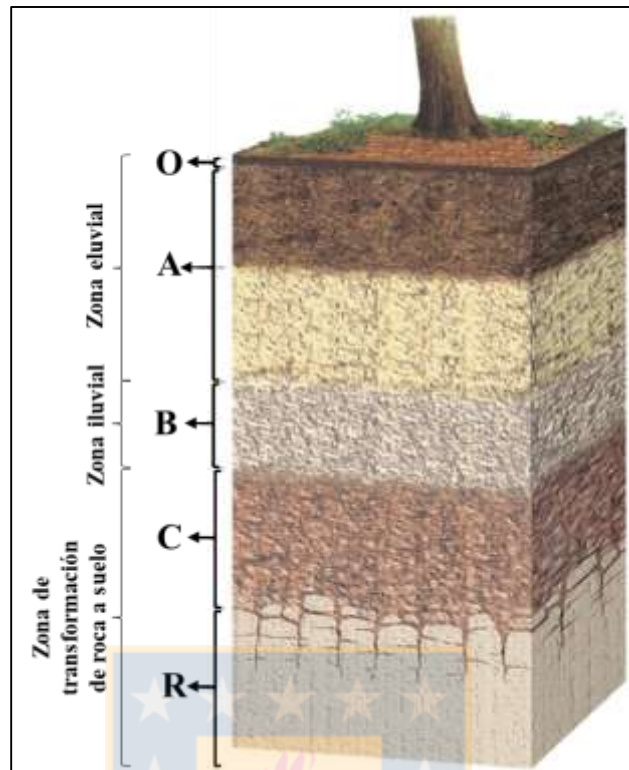 O
A
B
C
R
Zona eluvial
Zona iluvial
Zona de
transformación
de roca a suelo